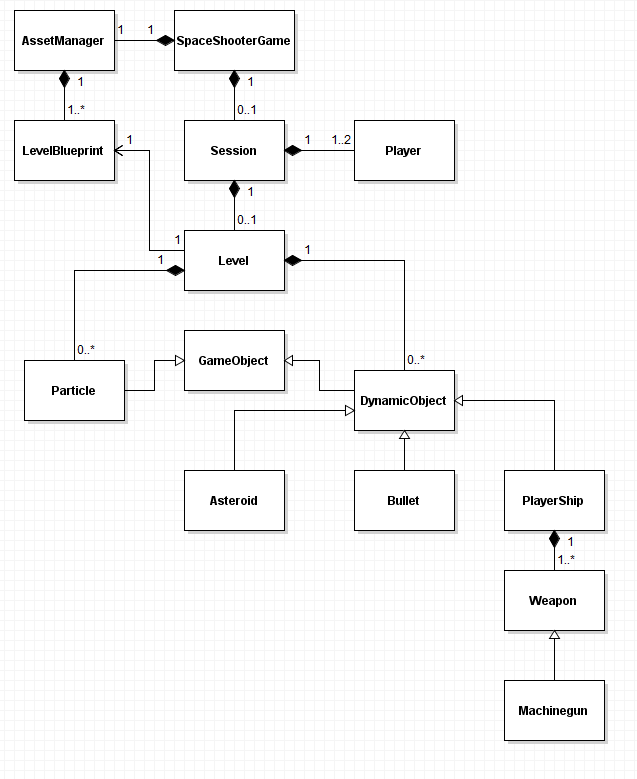 AssetManager
1
1
SpaceShooterGame
1
1
1..*
0..1
LevelBlueprint
1
Session
1
1..2
Player
1
0..1
1
Level
1
1
0..*
0..*
GameObject
Particle
DynamicObject
Asteroid
Bullet
PlayerShip
1
1..*
Weapon
Machinegun